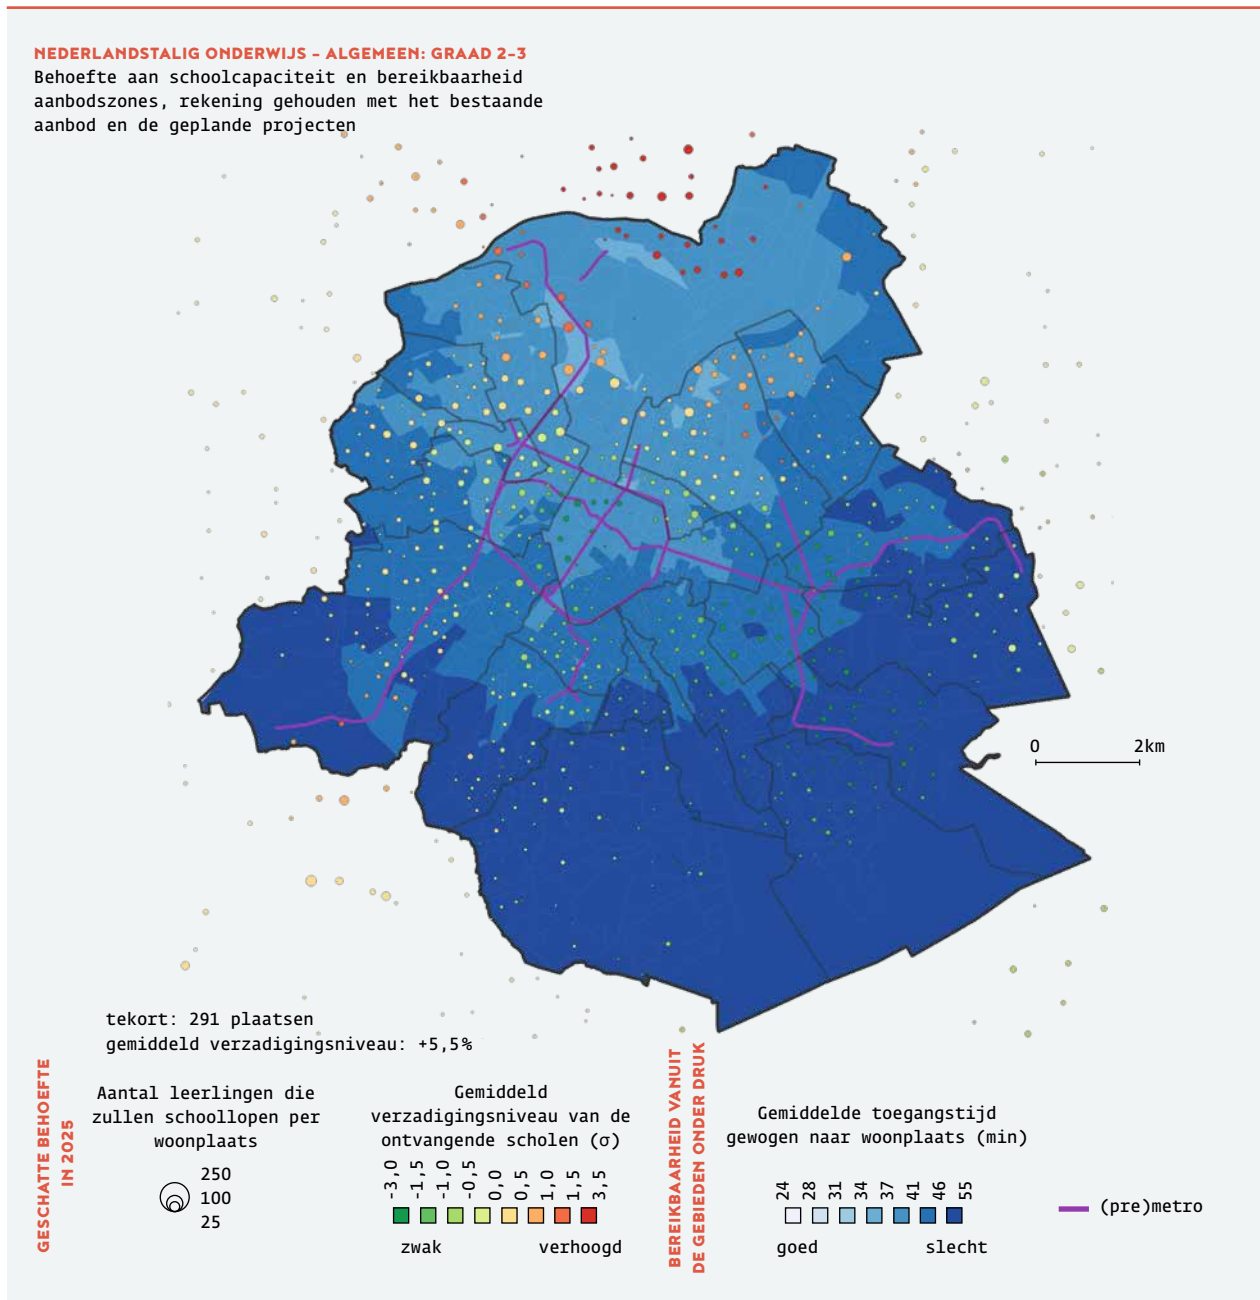 NEDERLANDSTALIG ONDERWIJS – ALGEMEEN: GRAAD 2-3
Behoefte aan schoolcapaciteit en bereikbaarheid
aanbodszones, rekening gehouden met het bestaande
aanbod en de geplande projecten
0 2km
tekort: 291 plaatsen
gemiddeld verzadigingsniveau: +5,5%
GESCHATTE BEHOEFTE
IN 2025
Aantal leerlingen die
zullen schoollopen per
woonplaats
250
100
25
Gemiddeld
verzadigingsniveau van de
ontvangende scholen (σ)
-3,0 -1,5 -1,0 -0,5 0,0 0,5 1,0 1,5 3,5
zwak verhoogd
BEREIKBAARHEID VANUIT
DE GEBIEDEN ONDER DRUK
Gemiddelde toegangstijd
gewogen naar woonplaats (min)
24 28 31 34 37 41 46 55
goed slecht
(pre)metro